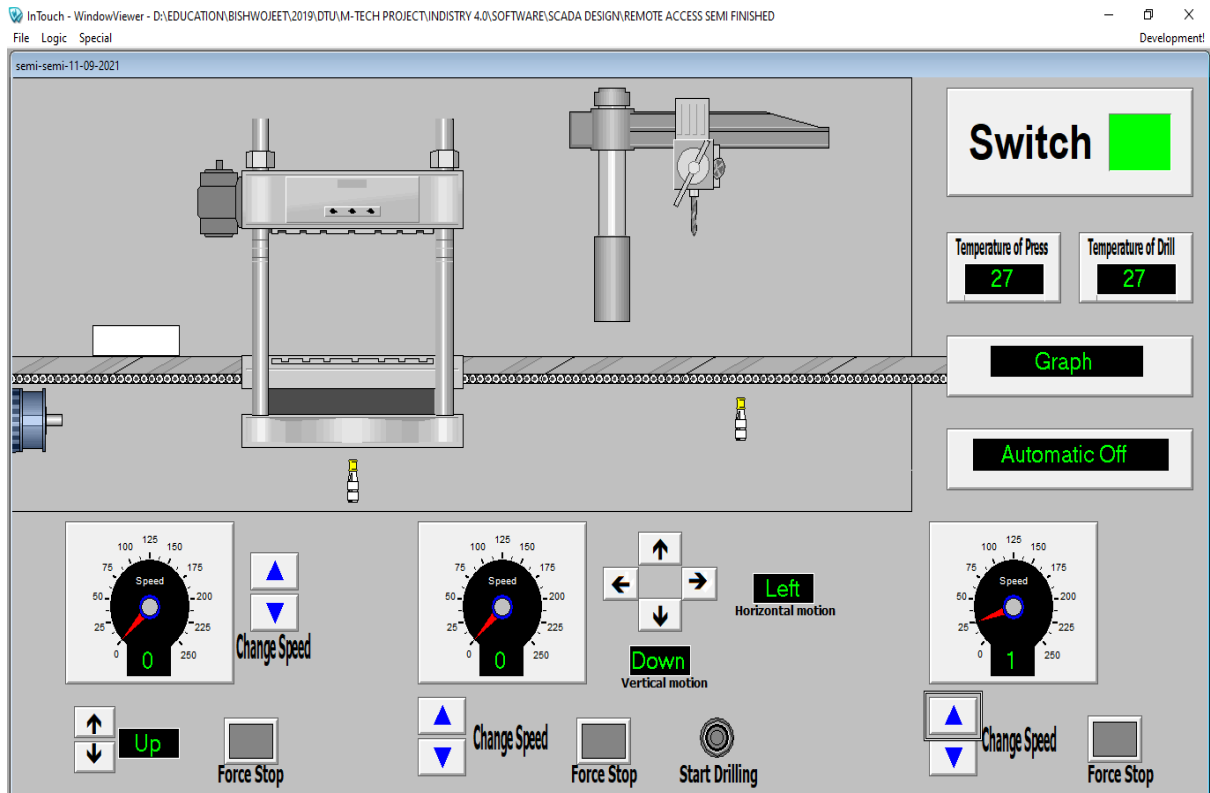 InTouch - WindowViewer - D:\EDUCATION\BISHWOJEET\2019\DTU\M-TECH PROJECT\INDISTRY 4.0\SOFTWARE\SCADA DESIGN\REMOTE ACCESS SEMI FINISHED
File Logic Special Development!
semi-semi-11-09-2021
Switch
Temperature of Press
27
Temperature of Drill
27
Graph
Automatic Off
0 25 50 75 100 125 150 175 200 225 250
Speed
0
Change Speed
Up
Force Stop
0 25 50 75 100 125 150 175 200 225 250
Speed
0
Left
Horizontal motion
Down
Vertical motion
Change Speed
Force Stop
Start Drilling
0 25 50 75 100 125 150 175 200 225 250
Speed
1
Change Speed
Force Stop